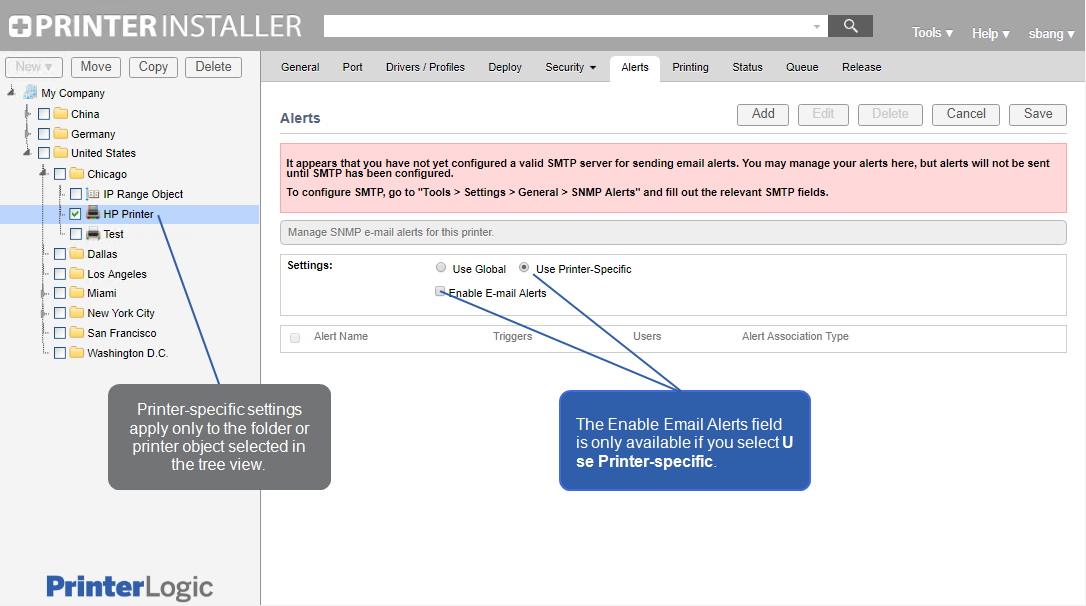 PRINTER INSTALLER
Tools ▾ Help ▾ sbang ▾
New ▾ Move Copy Delete
General Port Drivers / Profiles Deploy Security ▾ Alerts Printing Status Queue Release
My Company
China
Germany
United States
Chicago
IP Range Object
HP Printer
Test
Dallas
Los Angeles
Miami
New York City
San Francisco
Washington D.C.
Printer-specific settings
apply only to the folder or
printer object selected in
the tree view.
PrinterLogic
Alerts
Add Edit Delete Cancel Save
It appears that you have not yet configured a valid SMTP server for sending email alerts. You may manage your alerts here, but alerts will not be sent
until SMTP has been configured.
To configure SMTP, go to "Tools > Settings > General > SNMP Alerts" and fill out the relevant SMTP fields.
Manage SNMP e-mail alerts for this printer.
Settings: Use Global Use Printer-Specific
Enable E-mail Alerts
Alert Name Triggers Users Alert Association Type
The Enable Email Alerts field
is only available if you select U
se Printer-specific.